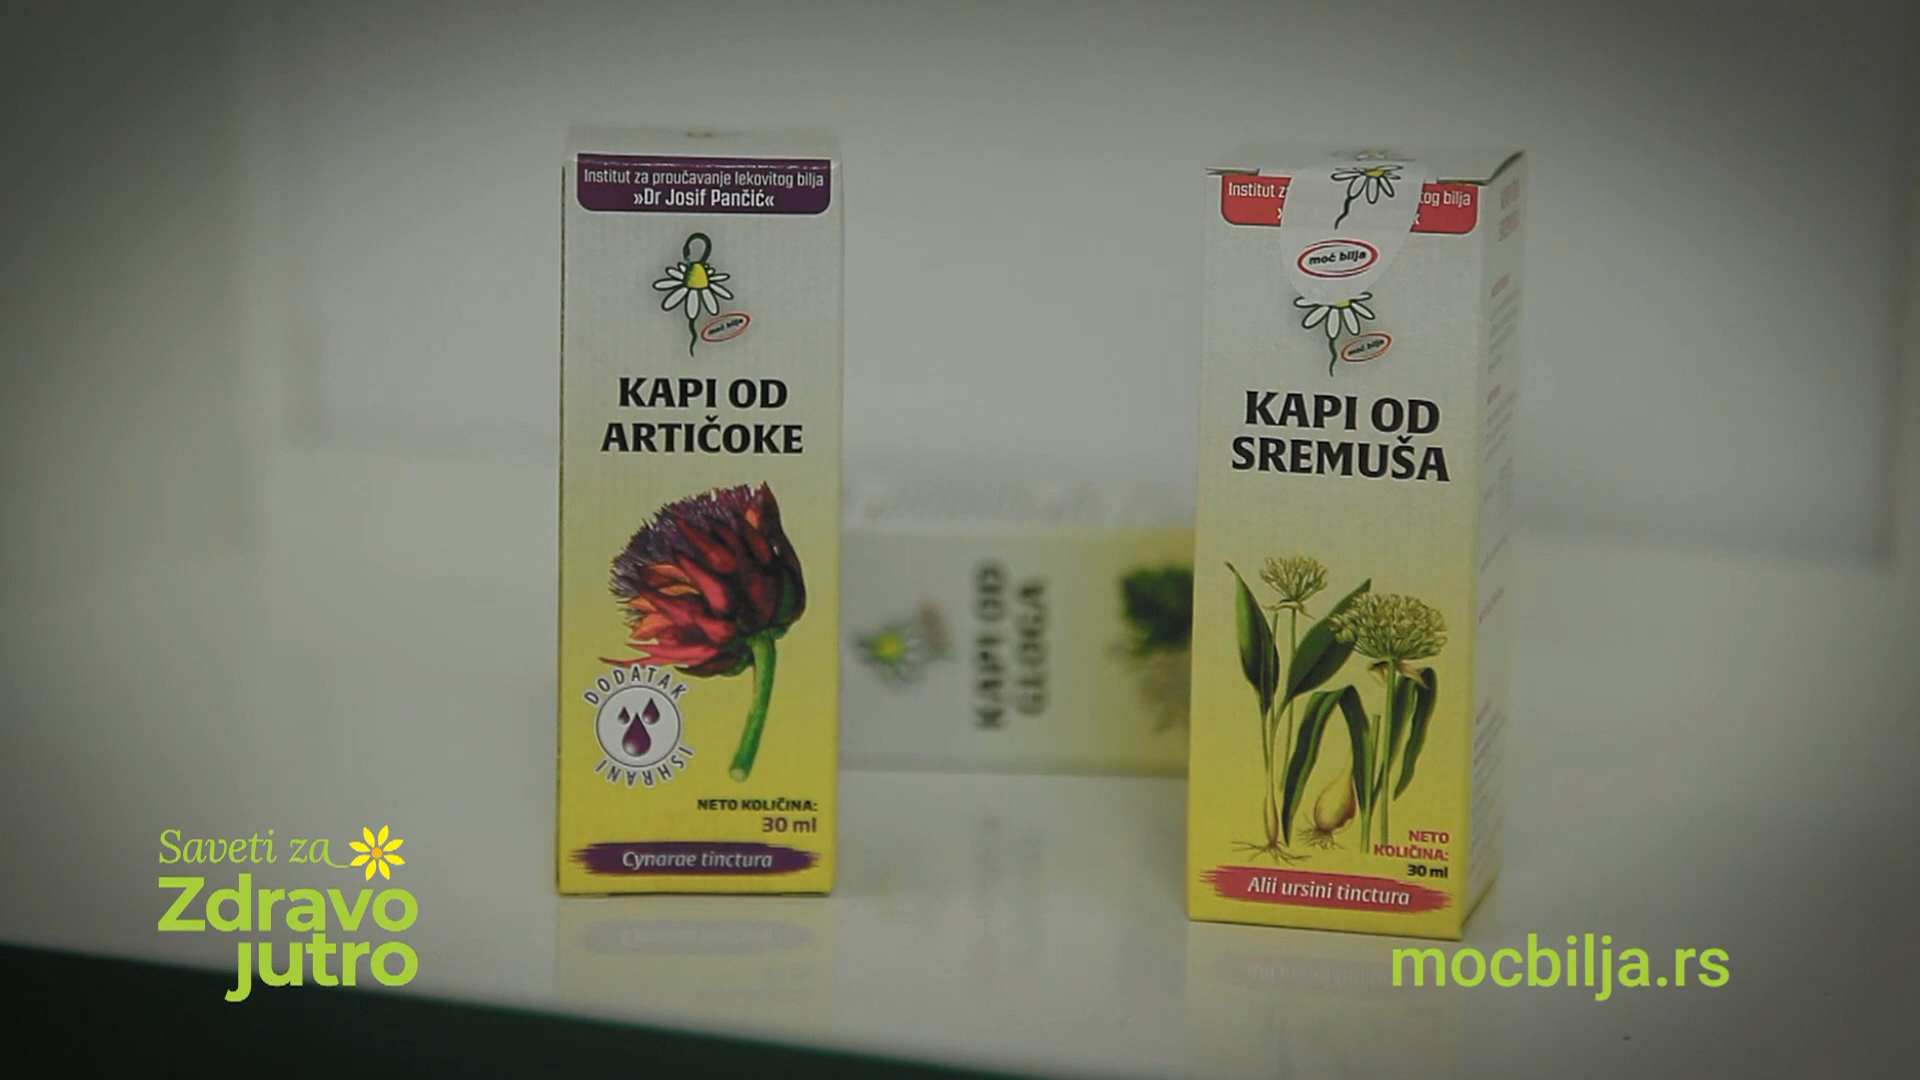 Institut za proučavanje lekovitog bilja
»Dr Josif Pančić«
moć bilja
KAPI OD
ARTIČOKE
DODATAK
ISHRANI
NETO KOLIČINA:
30 ml
Cynarae tinctura
KAPI OD
GLOGA
Institut
tog bilja
moć bilja
moć bilja
KAPI OD
SREMUŠA
NETO
KOLIČINA:
30 ml
Alii ursini tinctura
Saveti za
Zdravo
jutro
mocbilja.rs